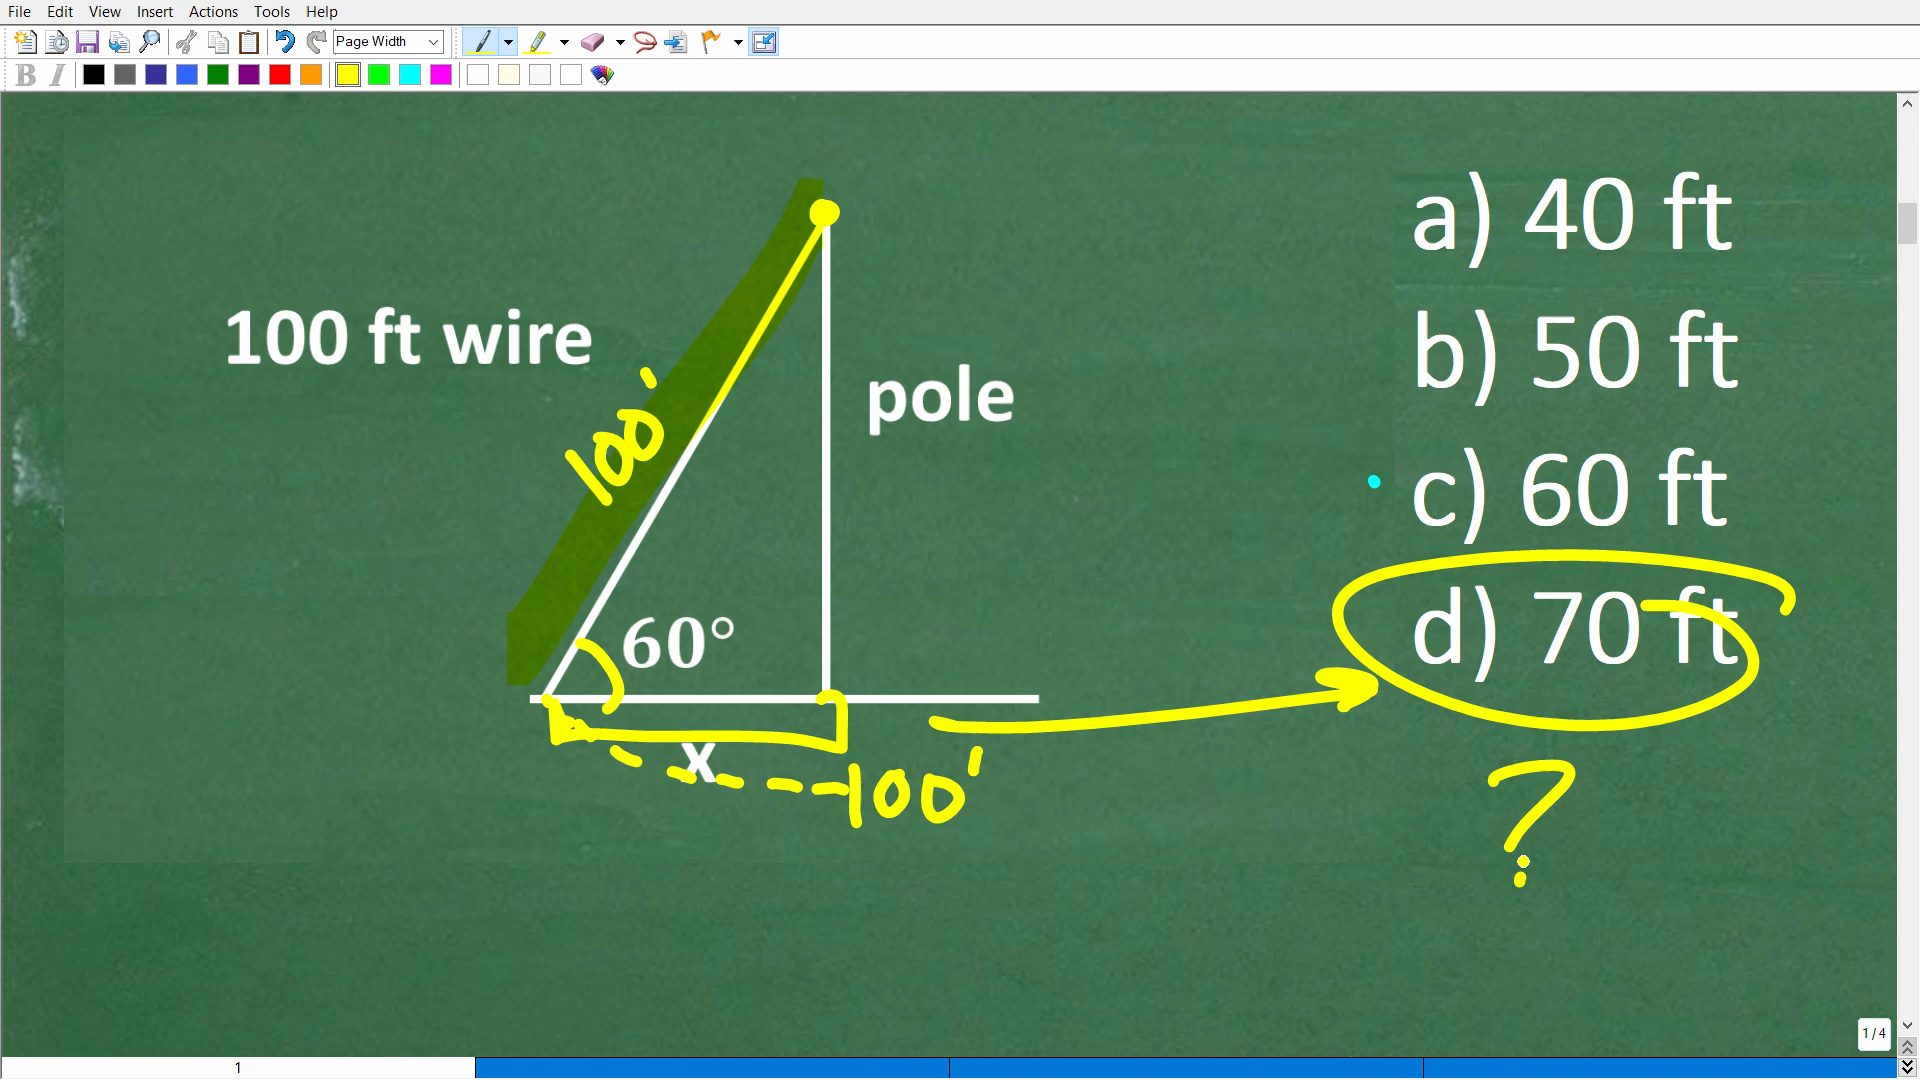 File Edit View Insert Actions Tools Help
Page Width
B I
a) 40 ft
100 ft wire
b) 50 ft
100'
pole
c) 60 ft
60°
d) 70 ft
x
100'
?
1 / 4
1